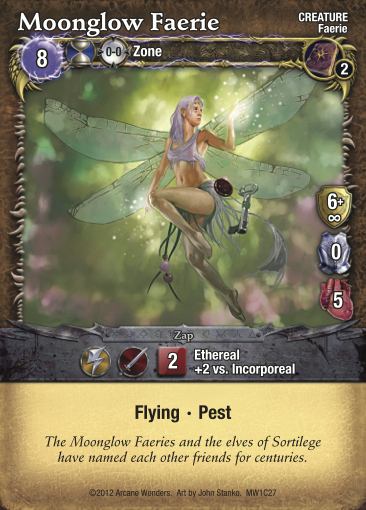 Moonglow Faerie
CREATURE
Faerie
8
0-0
Zone
2
6+
∞
0
5
Zap
2
Ethereal
+2 vs. Incorporeal
Flying • Pest
The Moonglow Faeries and the elves of Sortilege
have named each other friends for centuries.
©2012 Arcane Wonders. Art by John Stanko. MW1C27